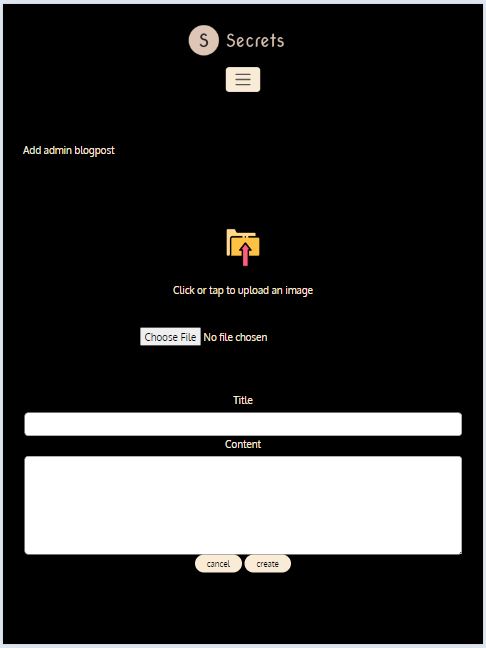 S Secrets
Add admin blogpost
Click or tap to upload an image
Choose File No file chosen
Title
Content
cancel create